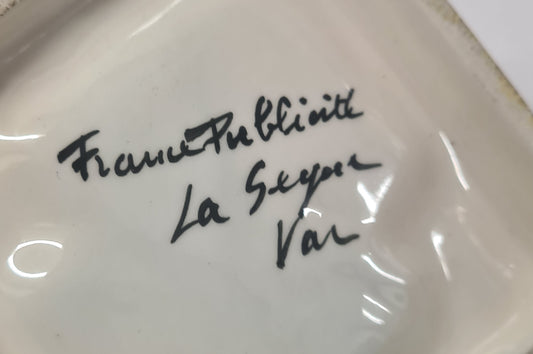 France Publicité
La Seyne
Var